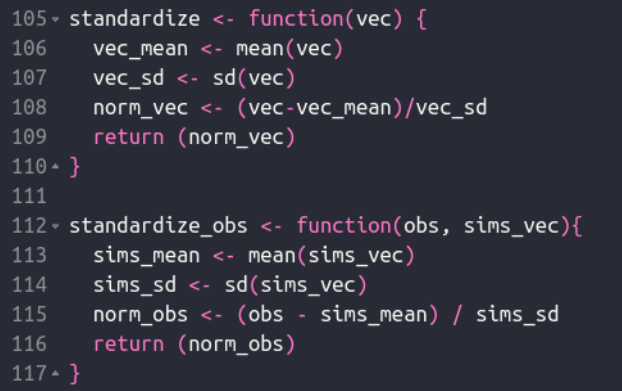 105 standardize <- function(vec) {
106   vec_mean <- mean(vec)
107   vec_sd <- sd(vec)
108   norm_vec <- (vec-vec_mean)/vec_sd
109   return (norm_vec)
110 }
111
112 standardize_obs <- function(obs, sims_vec){
113   sims_mean <- mean(sims_vec)
114   sims_sd <- sd(sims_vec)
115   norm_obs <- (obs - sims_mean) / sims_sd
116   return (norm_obs)
117 }